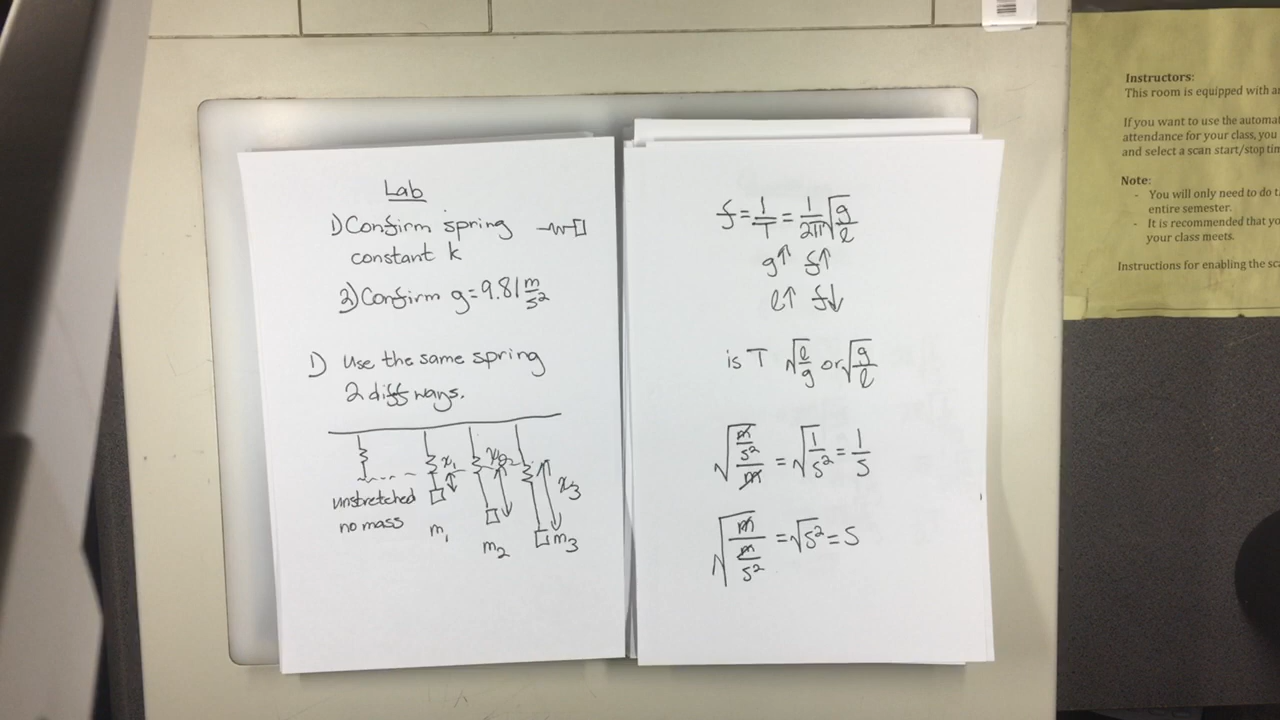 Lab
1) Confirm spring
constant k
2) Confirm g=9.81 m/s²
1) Use the same spring
2 diff ways.
x₁ x₂ x₃
unstretched
no mass
m₁ m₂ m₃
f = 1/T = 1/2π √(g/l)
g↑ f↑
l↑ f↓
is T √(l/g) or √(g/l)
√((m/s²)/m) = √(1/s²) = 1/s
√(m/(m/s²)) = √s² = s
Instructors:
This room is equipped with
If you want to use the
attendance for your class, you
and select a scan start/stop
Note:
- You will only need to do
entire semester.
- It is recommended that
your class meets.
Instructions for enabling the